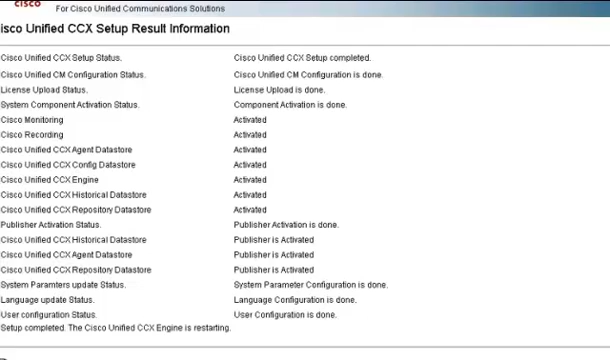 CISCO
For Cisco Unified Communications Solutions
isco Unified CCX Setup Result Information
Cisco Unified CCX Setup Status. Cisco Unified CCX Setup completed.
Cisco Unified CM Configuration Status. Cisco Unified CM Configuration is done.
License Upload Status. License Upload is done.
System Component Activation Status. Component Activation is done.
Cisco Monitoring Activated
Cisco Recording Activated
Cisco Unified CCX Agent Datastore Activated
Cisco Unified CCX Config Datastore Activated
Cisco Unified CCX Engine Activated
Cisco Unified CCX Historical Datastore Activated
Cisco Unified CCX Repository Datastore Activated
Publisher Activation Status. Publisher Activation is done.
Cisco Unified CCX Historical Datastore Publisher is Activated
Cisco Unified CCX Agent Datastore Publisher is Activated
Cisco Unified CCX Repository Datastore Publisher is Activated
System Paramters update Status. System Parameter Configuration is done.
Language update Status. Language Configuration is done.
User configuration Status. User Configuration is done.
Setup completed. The Cisco Unified CCX Engine is restarting.